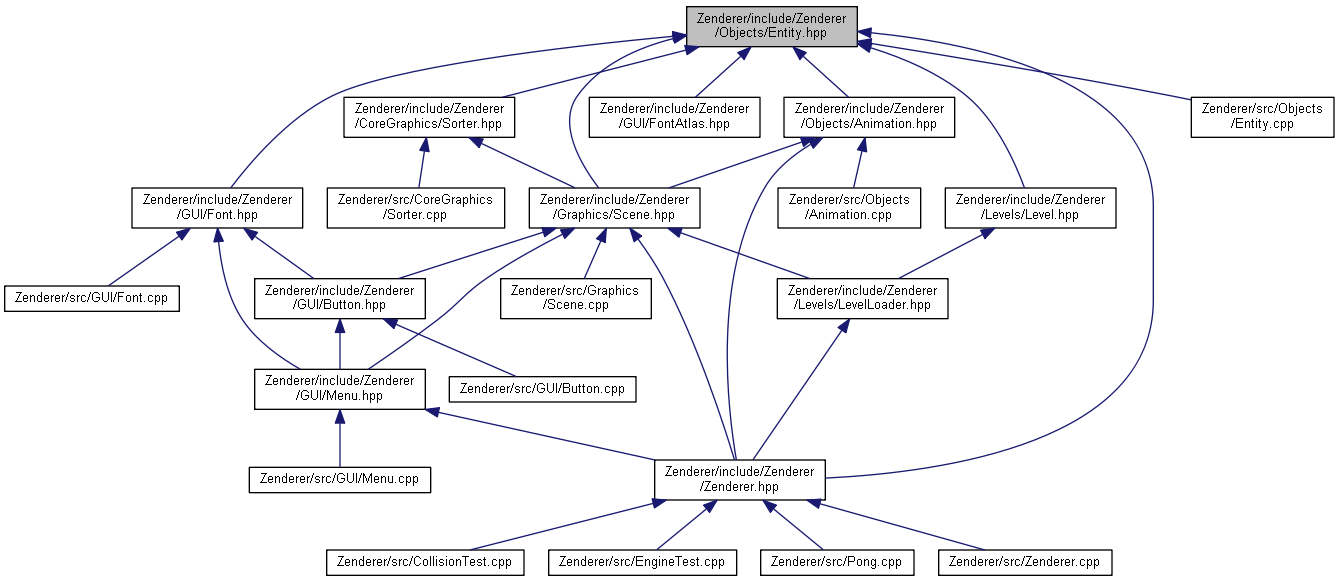 Zenderer/include/Zenderer
/Objects/Entity.hpp
Zenderer/include/Zenderer
/CoreGraphics/Sorter.hpp
Zenderer/include/Zenderer
/GUI/FontAtlas.hpp
Zenderer/include/Zenderer
/Objects/Animation.hpp
Zenderer/src/Objects
/Entity.cpp
Zenderer/include/Zenderer
/GUI/Font.hpp
Zenderer/src/CoreGraphics
/Sorter.cpp
Zenderer/include/Zenderer
/Graphics/Scene.hpp
Zenderer/src/Objects
/Animation.cpp
Zenderer/include/Zenderer
/Levels/Level.hpp
Zenderer/src/GUI/Font.cpp
Zenderer/include/Zenderer
/GUI/Button.hpp
Zenderer/src/Graphics
/Scene.cpp
Zenderer/include/Zenderer
/Levels/LevelLoader.hpp
Zenderer/include/Zenderer
/GUI/Menu.hpp
Zenderer/src/GUI/Button.cpp
Zenderer/src/GUI/Menu.cpp
Zenderer/include/Zenderer
/Zenderer.hpp
Zenderer/src/CollisionTest.cpp
Zenderer/src/EngineTest.cpp
Zenderer/src/Pong.cpp
Zenderer/src/Zenderer.cpp